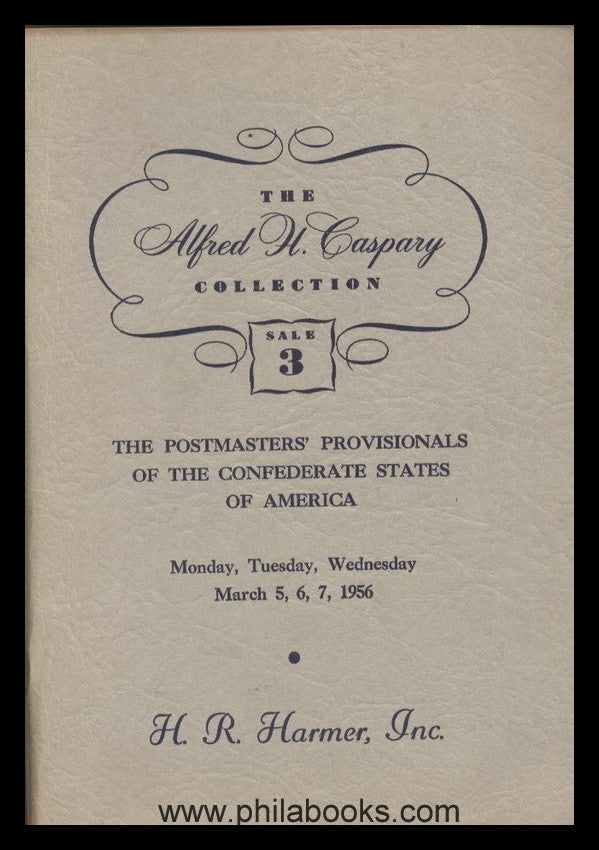 THE
Alfred H. Caspary
COLLECTION
SALE
3
THE POSTMASTERS' PROVISIONALS
OF THE CONFEDERATE STATES
OF AMERICA
Monday, Tuesday, Wednesday
March 5, 6, 7, 1956
H. R. Harmer, Inc.
www.philabooks.com